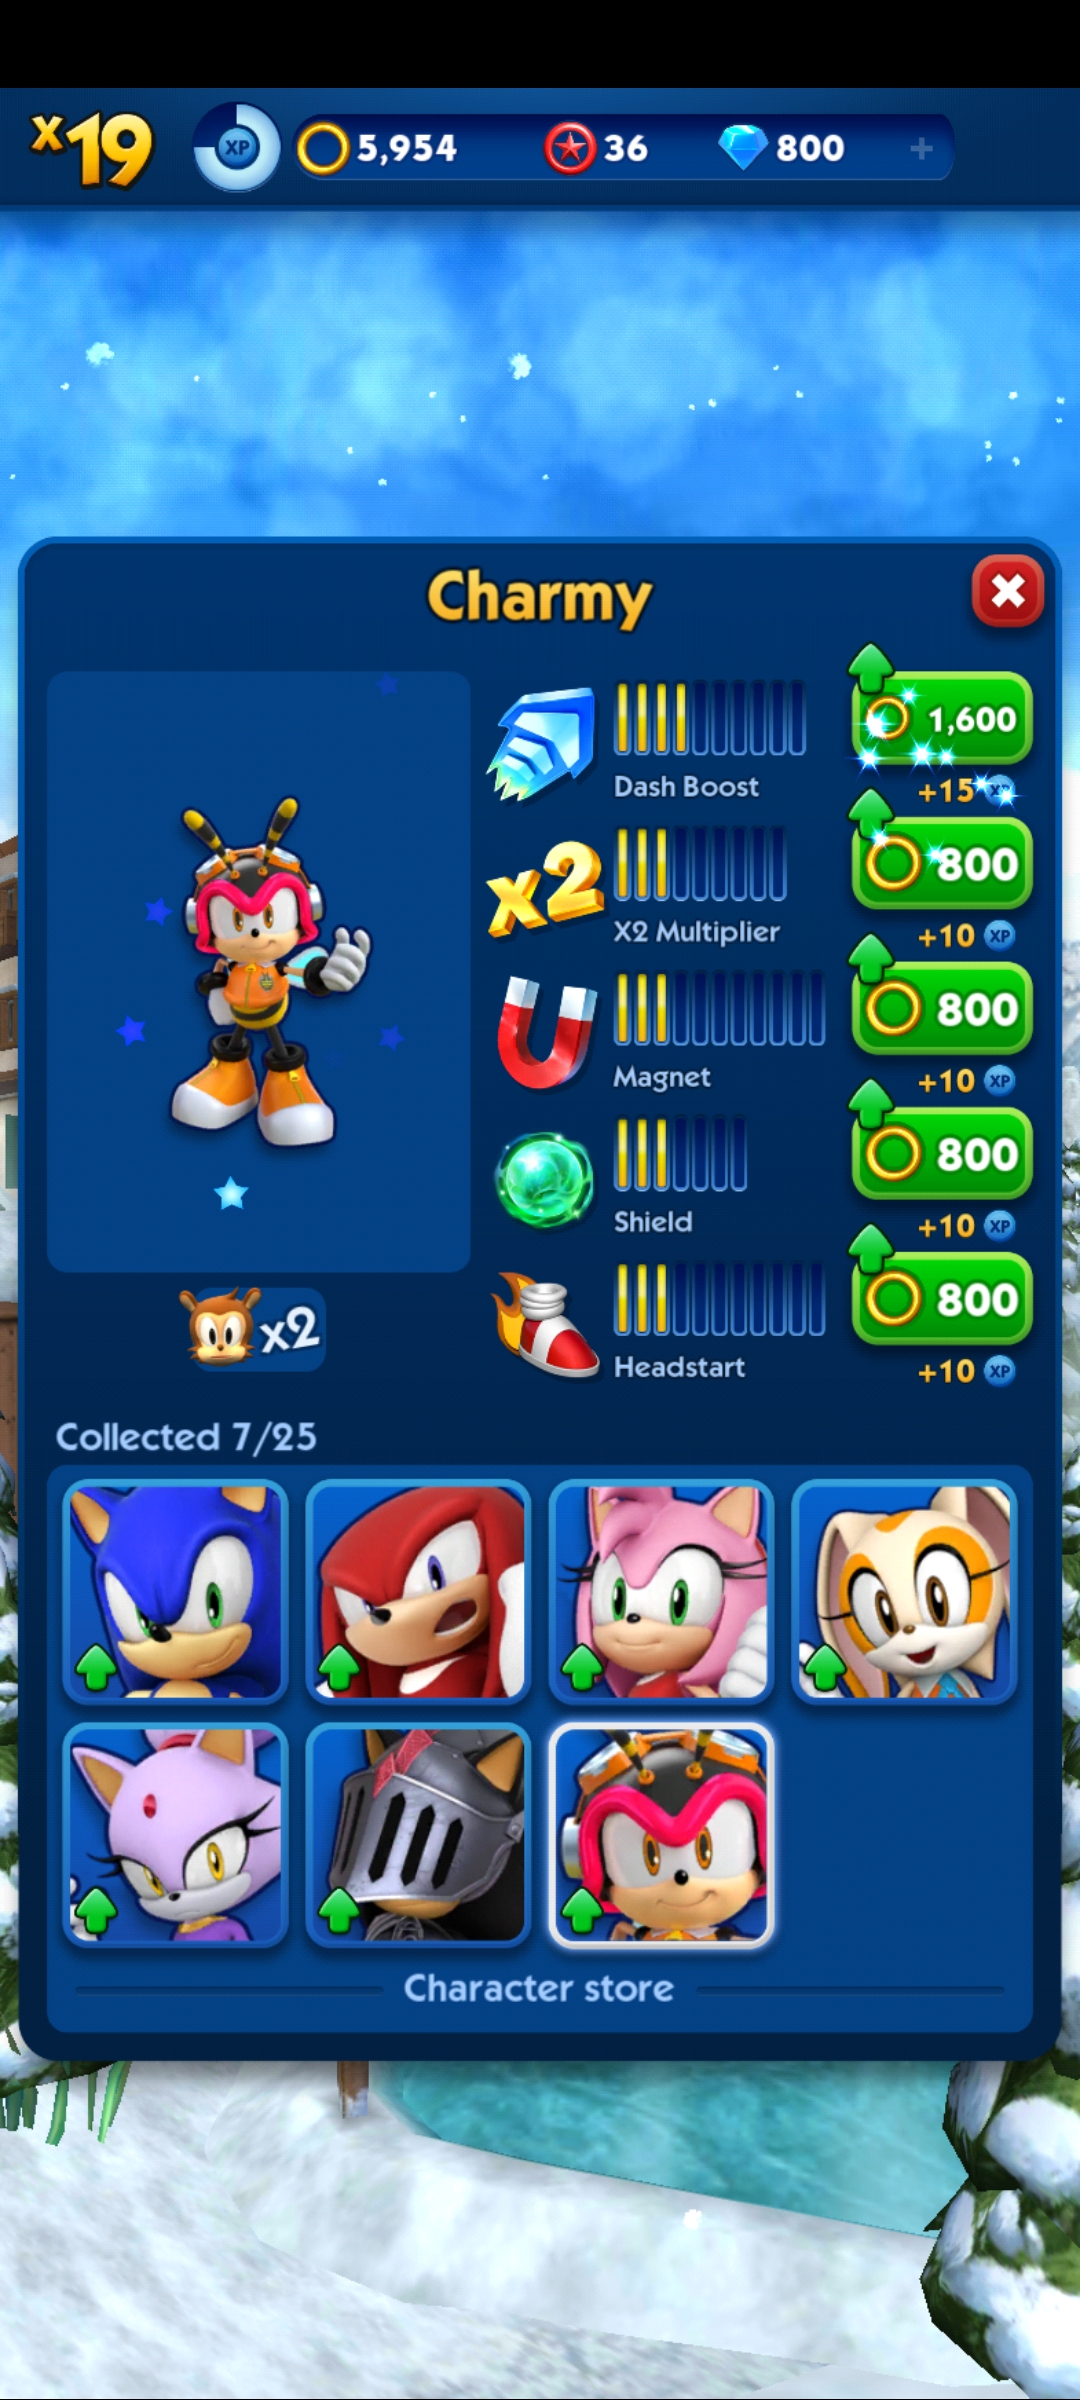 x19
XP
5,954
36
800
+
Charmy
Dash Boost
1,600
+15 XP
x2
X2 Multiplier
800
+10 XP
Magnet
800
+10 XP
Shield
800
+10 XP
x2
Headstart
800
+10 XP
Collected 7/25
Character store